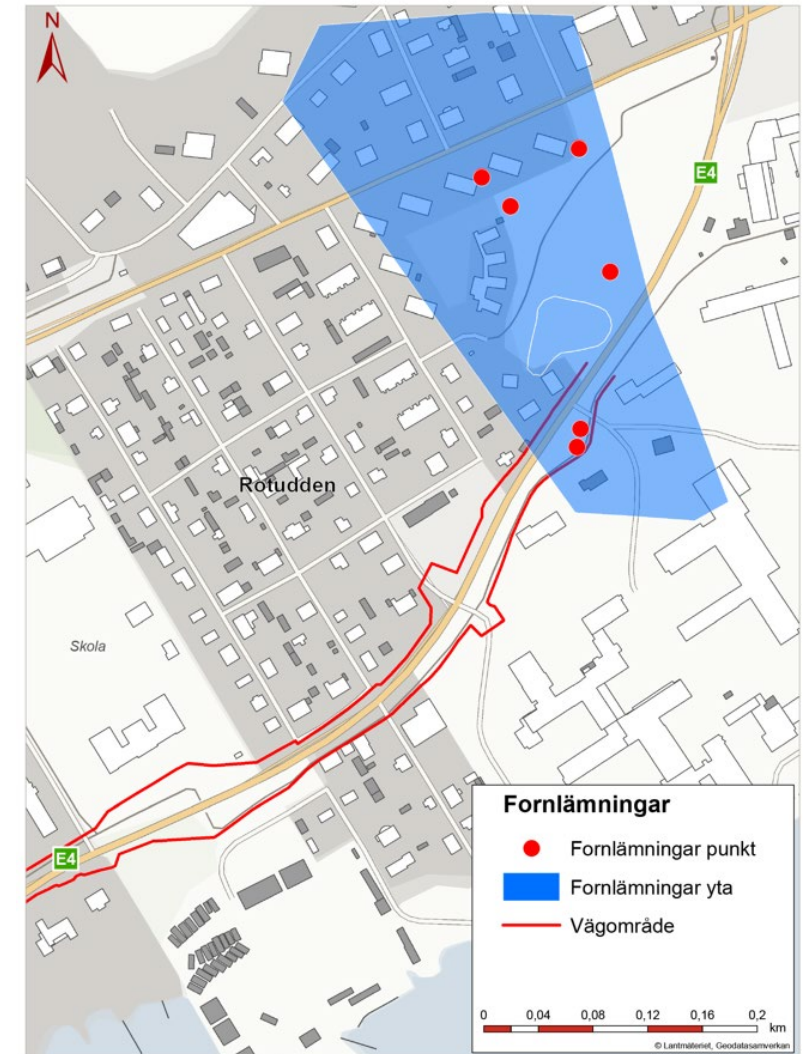 N
E4
Rotudden
Skola
E4
Fornlämningar
Fornlämningar punkt
Fornlämningar yta
Vägområde
0 0,04 0,08 0,12 0,16 0,2
km
© Lantmäteriet, Geodatasamverkan